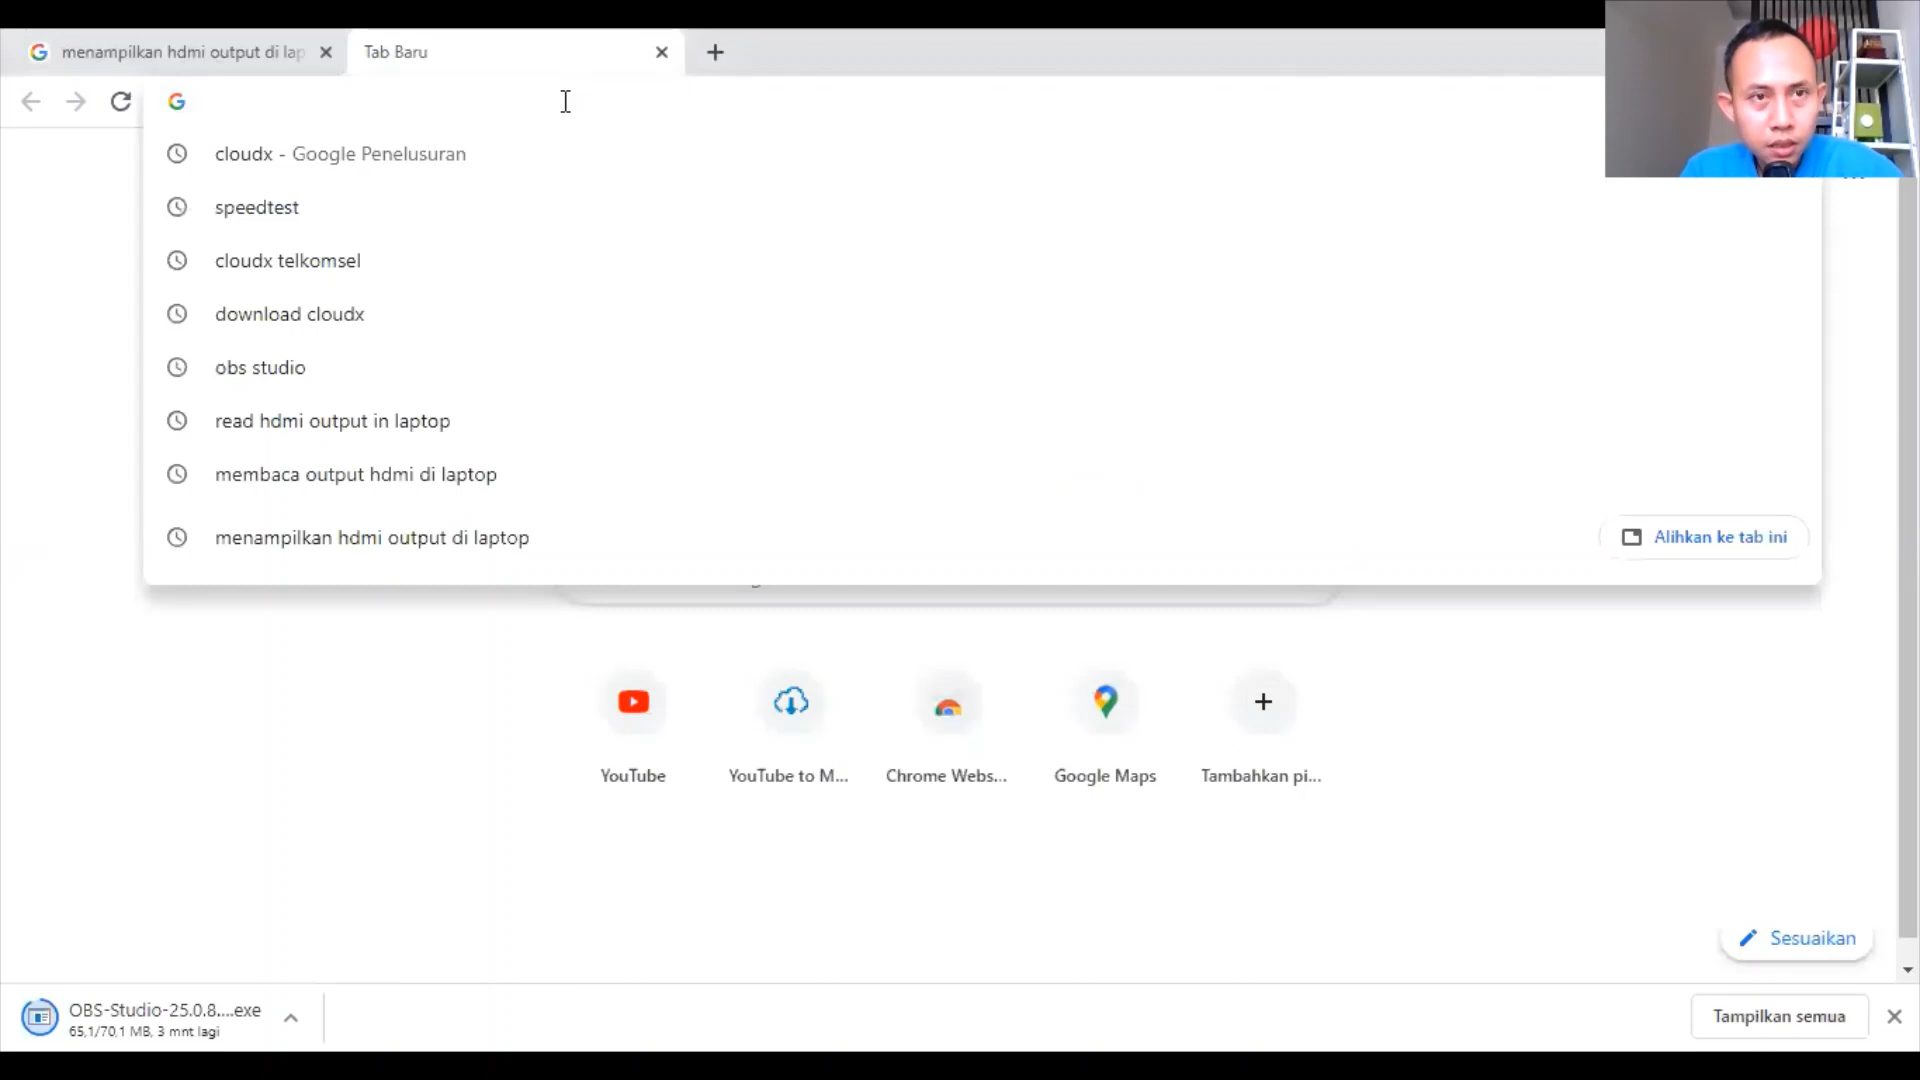 menampilkan hdmi output di lap
Tab Baru
cloudx - Google Penelusuran
speedtest
cloudx telkomsel
download cloudx
obs studio
read hdmi output in laptop
membaca output hdmi di laptop
menampilkan hdmi output di laptop
Alihkan ke tab ini
YouTube
YouTube to M...
Chrome Webs...
Google Maps
Tambahkan pi...
Sesuaikan
OBS-Studio-25.0.8....exe
65,1/70,1 MB, 3 mnt lagi
Tampilkan semua